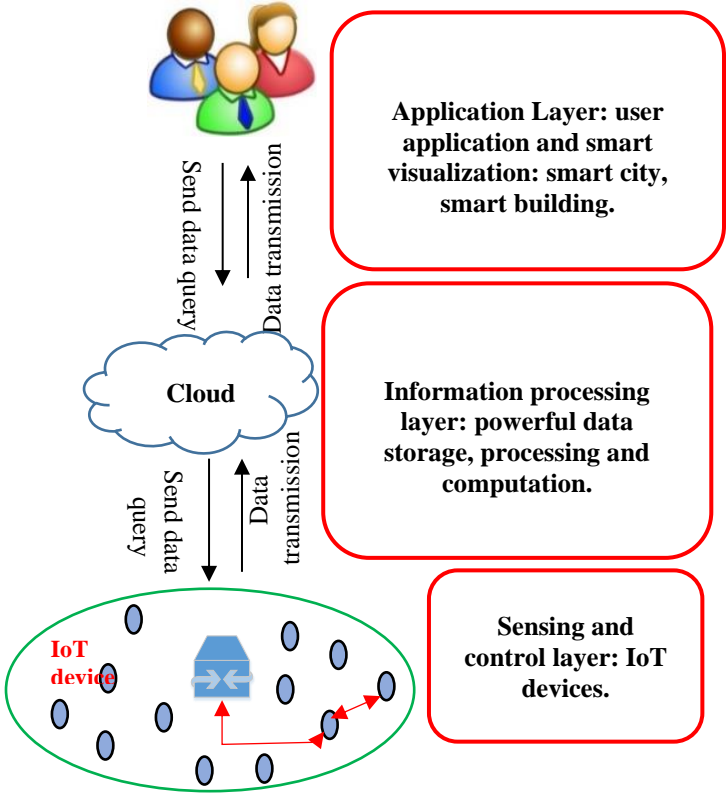 Application Layer: user
application and smart
visualization: smart city,
smart building.
Send data query
Data transmission
Cloud
Information processing
layer: powerful data
storage, processing and
computation.
Send data
query
Data
transmission
IoT
device
Sensing and
control layer: IoT
devices.